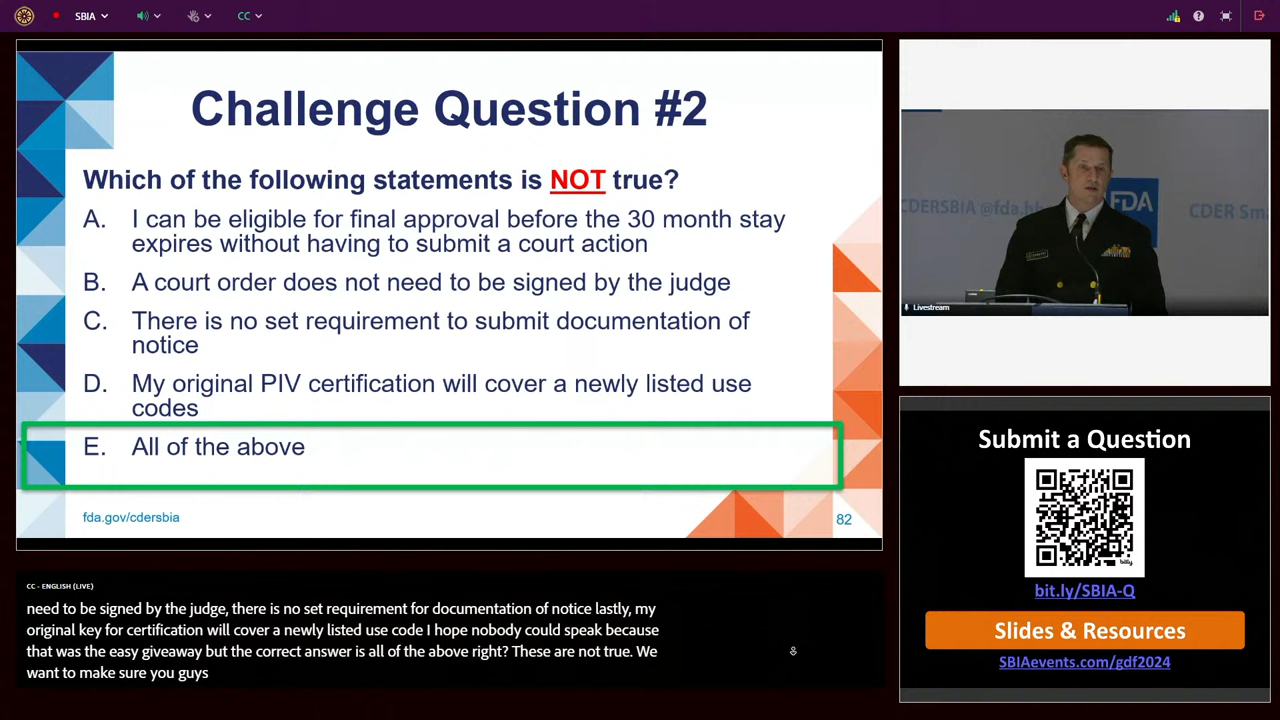 SBIA
CC
Challenge Question #2
Which of the following statements is NOT true?
A. I can be eligible for final approval before the 30 month stay
expires without having to submit a court action
B. A court order does not need to be signed by the judge
C. There is no set requirement to submit documentation of
notice
D. My original PIV certification will cover a newly listed use
codes
E. All of the above
fda.gov/cdersbia
82
CDERSBIA @fda.hh
FDA
CDER Sm
Livestream
Submit a Question
bitly
bit.ly/SBIA-Q
Slides & Resources
SBIAevents.com/gdf2024
CC - ENGLISH (LIVE)
need to be signed by the judge, there is no set requirement for documentation of notice lastly, my
original key for certification will cover a newly listed use code I hope nobody could speak because
that was the easy giveaway but the correct answer is all of the above right? These are not true. We
want to make sure you guys